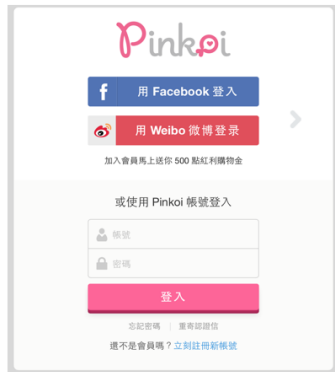 Pinkoi
用 Facebook 登入
用 Weibo 微博登录
加入會員馬上送你 500 點紅利購物金
或使用 Pinkoi 帳號登入
帳號
密碼
登入
忘記密碼 | 重寄認證信
還不是會員嗎？立刻註冊新帳號